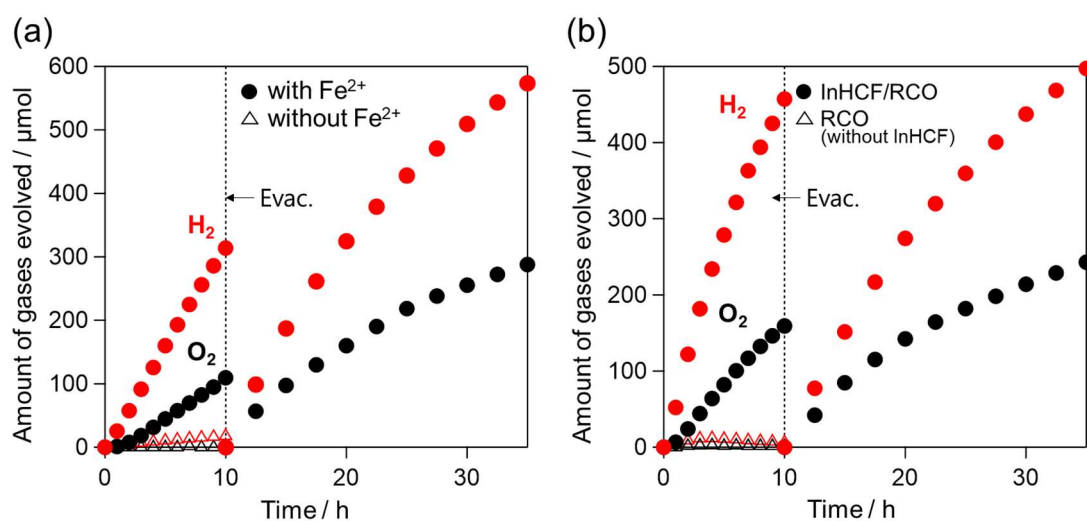 (a)
600
500
400
300
200
100
0
Amount of gases evolved / μmol
with Fe²⁺
without Fe²⁺
Evac.
H₂
O₂
0 10 20 30
Time / h
(b)
500
400
300
200
100
0
Amount of gases evolved / μmol
InHCF/RCO
RCO
(without InHCF)
H₂
Evac.
O₂
0 10 20 30
Time / h